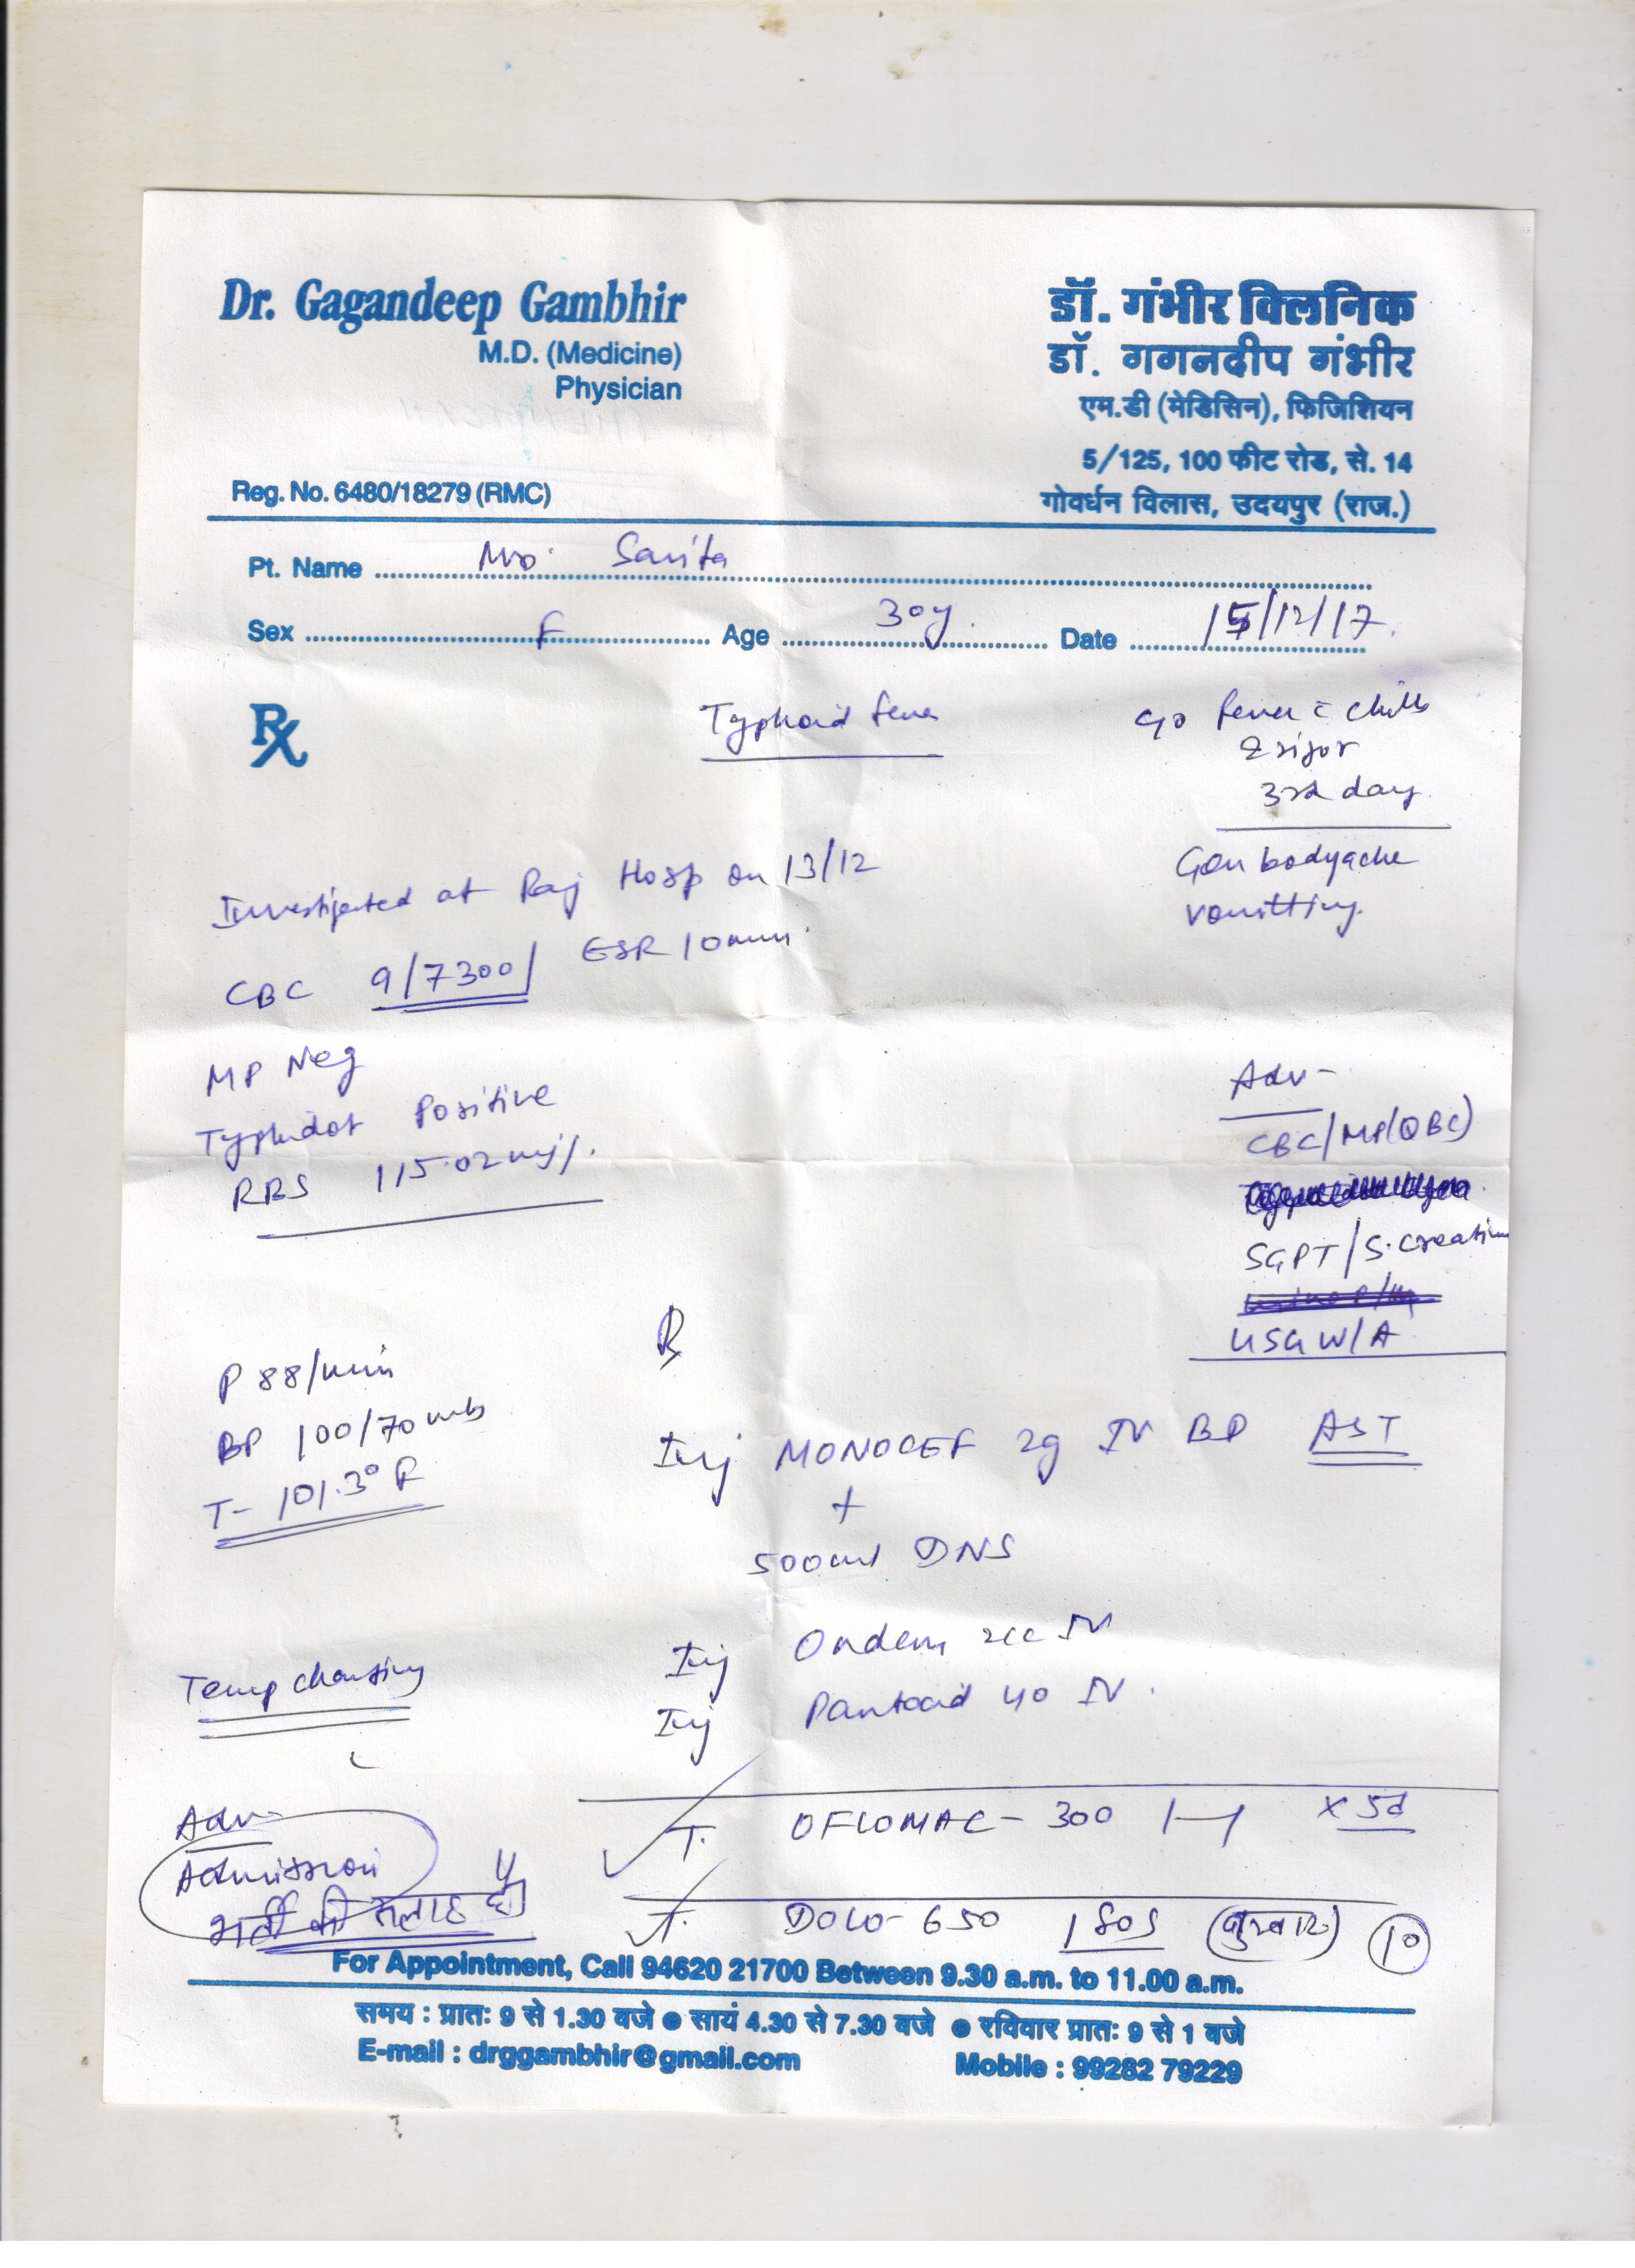 Dr. Gagandeep Gambhir
M.D. (Medicine)
Physician
Reg. No. 6480/18279 (RMC)
डॉ. गंभीर क्लिनिक
डॉ. गगनदीप गंभीर
एम.डी (मेडिसिन), फिजिशियन
5/125, 100 फीट रोड, से. 14
गोवर्धन विलास, उदयपुर (राज.)
Pt. Name Sarita
Sex F Age 30y Date 15/12/17
Rx
Typhoid fever
c/o fever c chills
c rigor
3rd day
Gen bodyache
vomitting
Investigated at Raj Hosp on 13/12
CBC 9/7300/ ESR 10mm
MP Neg
Typhidot Positive
RBS 115.02 mg%
Adv-
CBC/MP(QBC)
SGPT/S.Creatinin
USG W/A
P 88/min
BP 100/70
T- 101.3° F
Rx
Inj MONOCEF 2g IV BD AST
+
500ml DNS
Inj Ondem 2cc IV
Inj Pantocid 40 IV.
Temp charting
T. OFLOMAC-300 1-1 x 5d
T. DOLO-650 1 SOS (बुखार) 10
Adv
Admission
भर्ती की सलाह दी
For Appointment, Call 94620 21700 Between 9.30 a.m. to 11.00 a.m.
समय : प्रातः 9 से 1.30 बजे ● सायं 4.30 से 7.30 बजे ● रविवार प्रातः 9 से 1 बजे
E-mail : drggambhir@gmail.com Mobile : 99282 79229